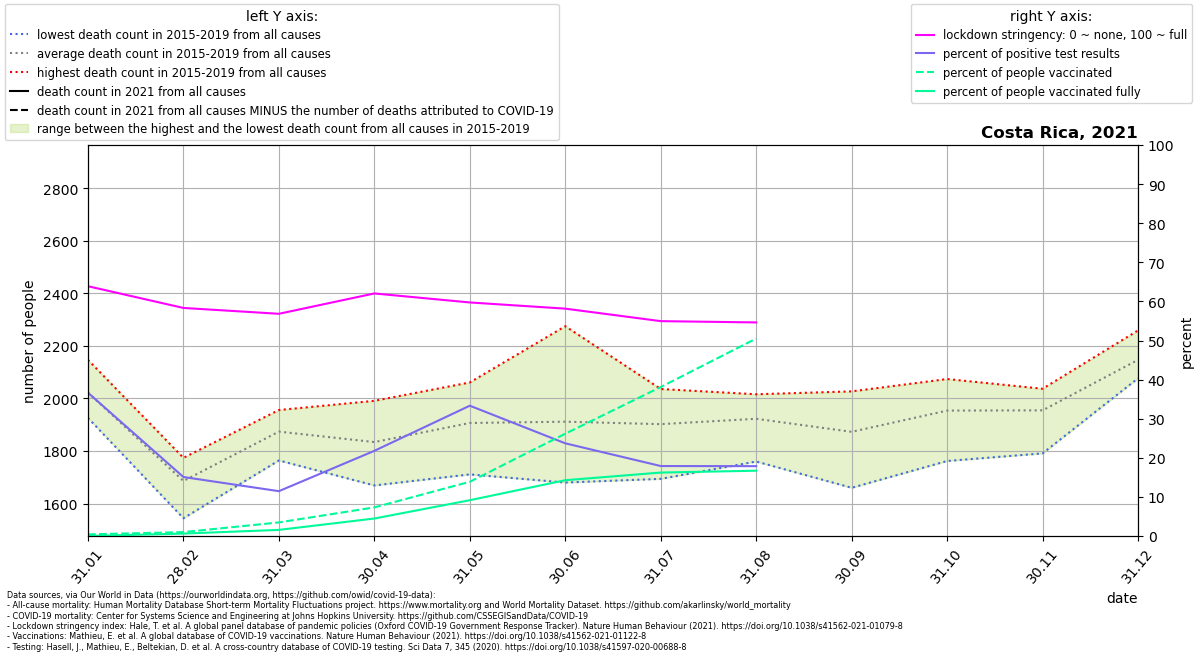 left Y axis:
lowest death count in 2015-2019 from all causes
average death count in 2015-2019 from all causes
highest death count in 2015-2019 from all causes
death count in 2021 from all causes
death count in 2021 from all causes MINUS the number of deaths attributed to COVID-19
range between the highest and the lowest death count from all causes in 2015-2019
right Y axis:
lockdown stringency: 0 ~ none, 100 ~ full
percent of positive test results
percent of people vaccinated
percent of people vaccinated fully
Costa Rica, 2021
number of people
2800
2600
2400
2200
2000
1800
1600
100
90
80
70
60
50
40
30
20
10
0
percent
31.01
28.02
31.03
30.04
31.05
30.06
31.07
31.08
30.09
31.10
30.11
31.12
date
Data sources, via Our World in Data (https://ourworldindata.org, https://github.com/owid/covid-19-data):
- All-cause mortality: Human Mortality Database Short-term Mortality Fluctuations project. https://www.mortality.org and World Mortality Dataset. https://github.com/akarlinsky/world_mortality
- COVID-19 mortality: Center for Systems Science and Engineering at Johns Hopkins University. https://github.com/CSSEGISandData/COVID-19
- Lockdown stringency index: Hale, T. et al. A global panel database of pandemic policies (Oxford COVID-19 Government Response Tracker). Nature Human Behaviour (2021). https://doi.org/10.1038/s41562-021-01079-8
- Vaccinations: Mathieu, E. et al. A global database of COVID-19 vaccinations. Nature Human Behaviour (2021). https://doi.org/10.1038/s41562-021-01122-8
- Testing: Hasell, J., Mathieu, E., Beltekian, D. et al. A cross-country database of COVID-19 testing. Sci Data 7, 345 (2020). https://doi.org/10.1038/s41597-020-00688-8